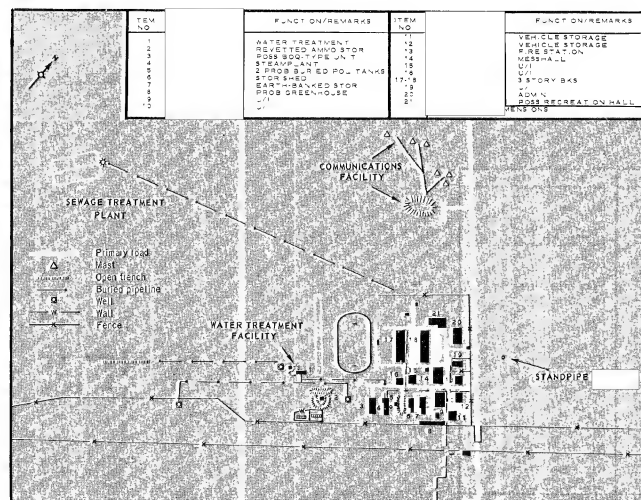 ITEM NO
FUNCTION/REMARKS
1 WATER TREATMENT
2 REVETTED AMMO STOR
3 POSS BOQ-TYPE UNIT
4 STEAMPLANT
5 2 PROB BURIED POL TANKS
6 STOR SHED
7 EARTH-BANKED STOR
8 PROB GREENHOUSE
9 U/I
10 U/I
ITEM NO
FUNCTION/REMARKS
11 VEHICLE STORAGE
12 VEHICLE STORAGE
13 FIRE STATION
14 MESSHALL
15 U/I
16 U/I
17-18 3 STORY BKS
19 U/I
20 ADMIN
21 POSS RECREATION HALL
MENSIONS
COMMUNICATIONS
FACILITY
SEWAGE TREATMENT
PLANT
Primary road
Mast
Open trench
Buried pipeline
Well
Wall
Fence
WATER TREATMENT
FACILITY
STANDPIPE
21
20
17
18
19
14
12
11
3
4